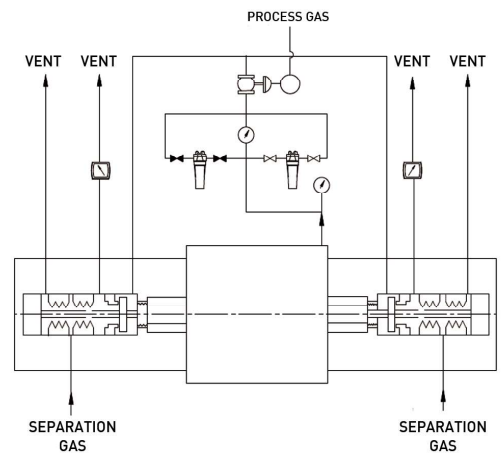 PROCESS GAS
VENT
VENT
VENT
VENT
SEPARATION
GAS
SEPARATION
GAS